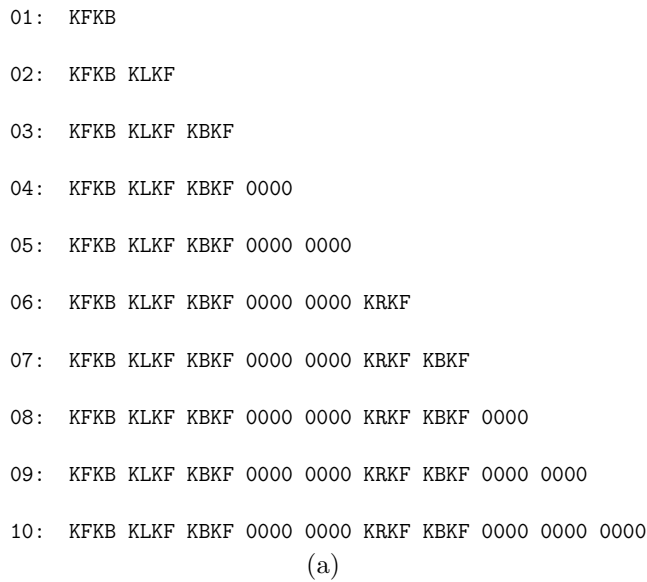 01: KFKB
02: KFKB KLKF
03: KFKB KLKF KBKF
04: KFKB KLKF KBKF 0000
05: KFKB KLKF KBKF 0000 0000
06: KFKB KLKF KBKF 0000 0000 KRKF
07: KFKB KLKF KBKF 0000 0000 KRKF KBKF
08: KFKB KLKF KBKF 0000 0000 KRKF KBKF 0000
09: KFKB KLKF KBKF 0000 0000 KRKF KBKF 0000 0000
10: KFKB KLKF KBKF 0000 0000 KRKF KBKF 0000 0000 0000
(a)